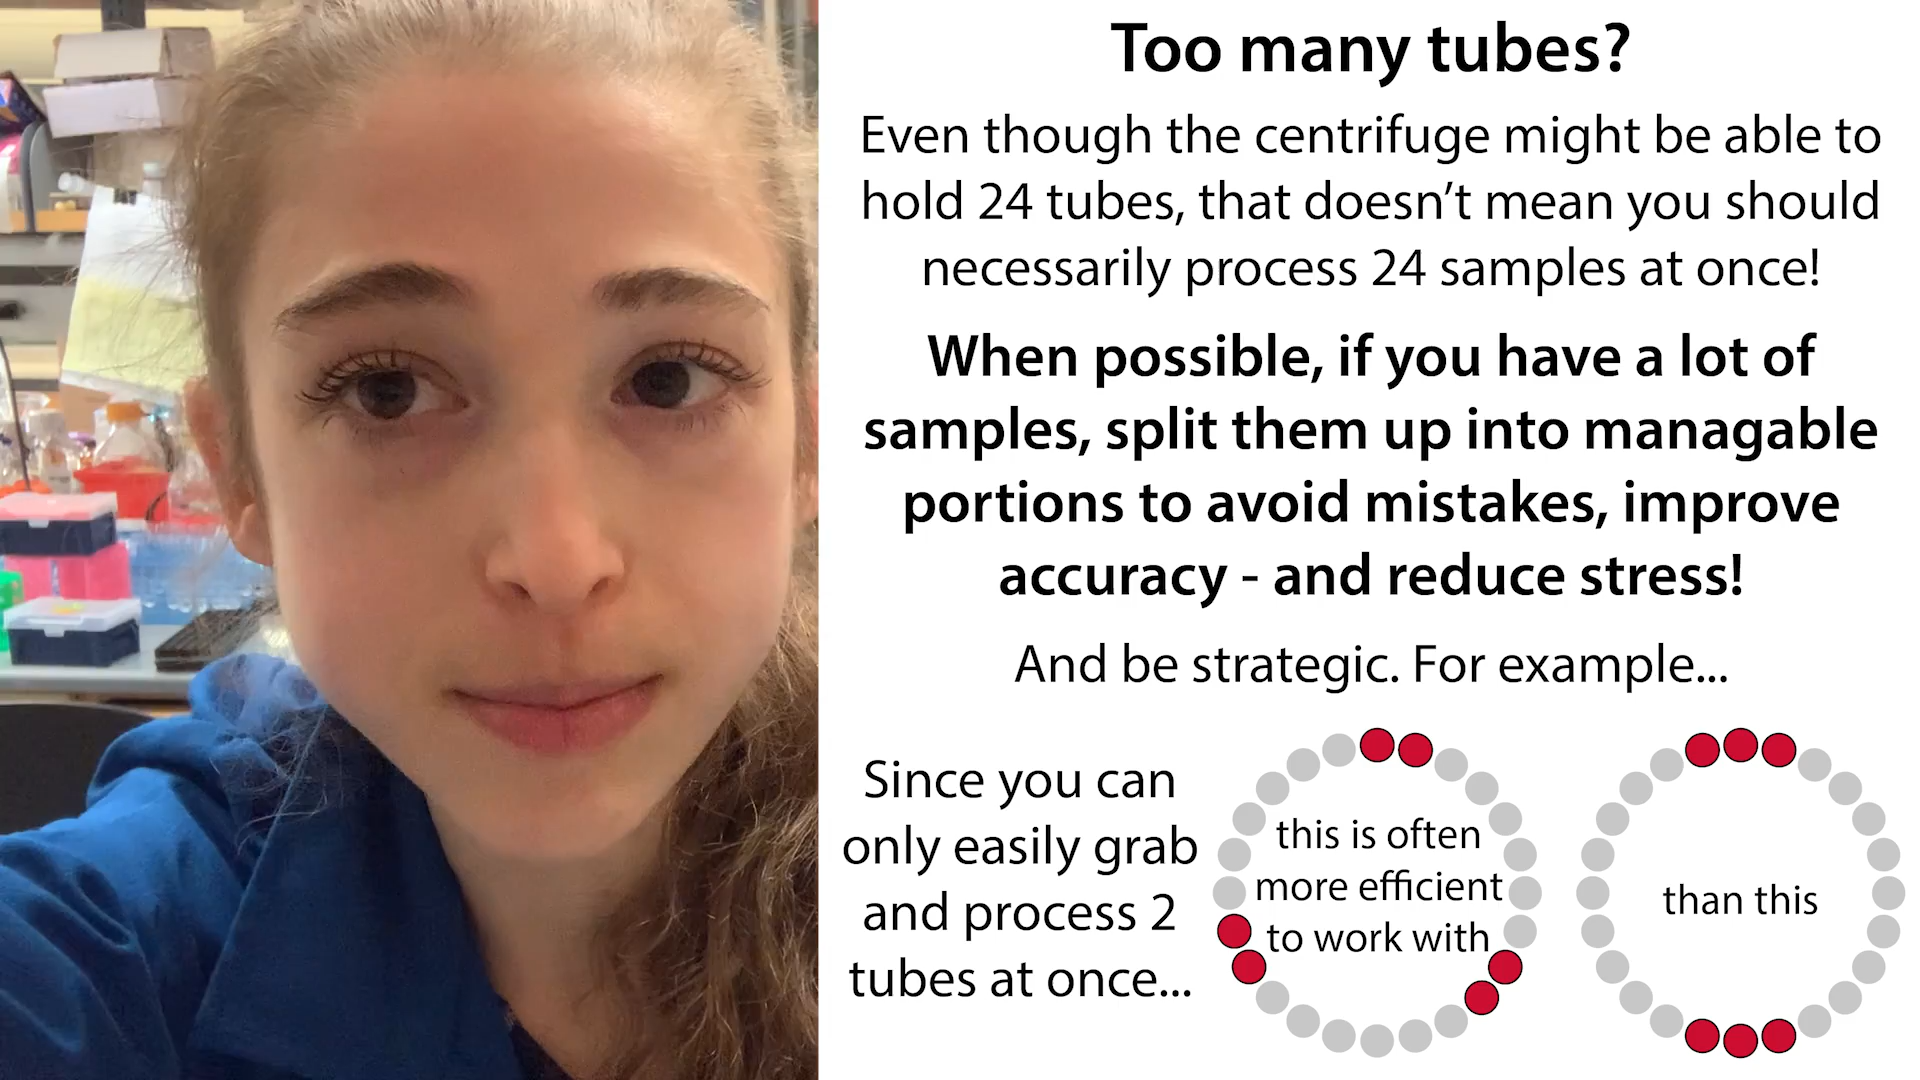 Too many tubes?
Even though the centrifuge might be able to
hold 24 tubes, that doesn’t mean you should
necessarily process 24 samples at once!
When possible, if you have a lot of
samples, split them up into managable
portions to avoid mistakes, improve
accuracy - and reduce stress!
And be strategic. For example...
Since you can
only easily grab
and process 2
tubes at once...
this is often
more efficient
to work with
than this